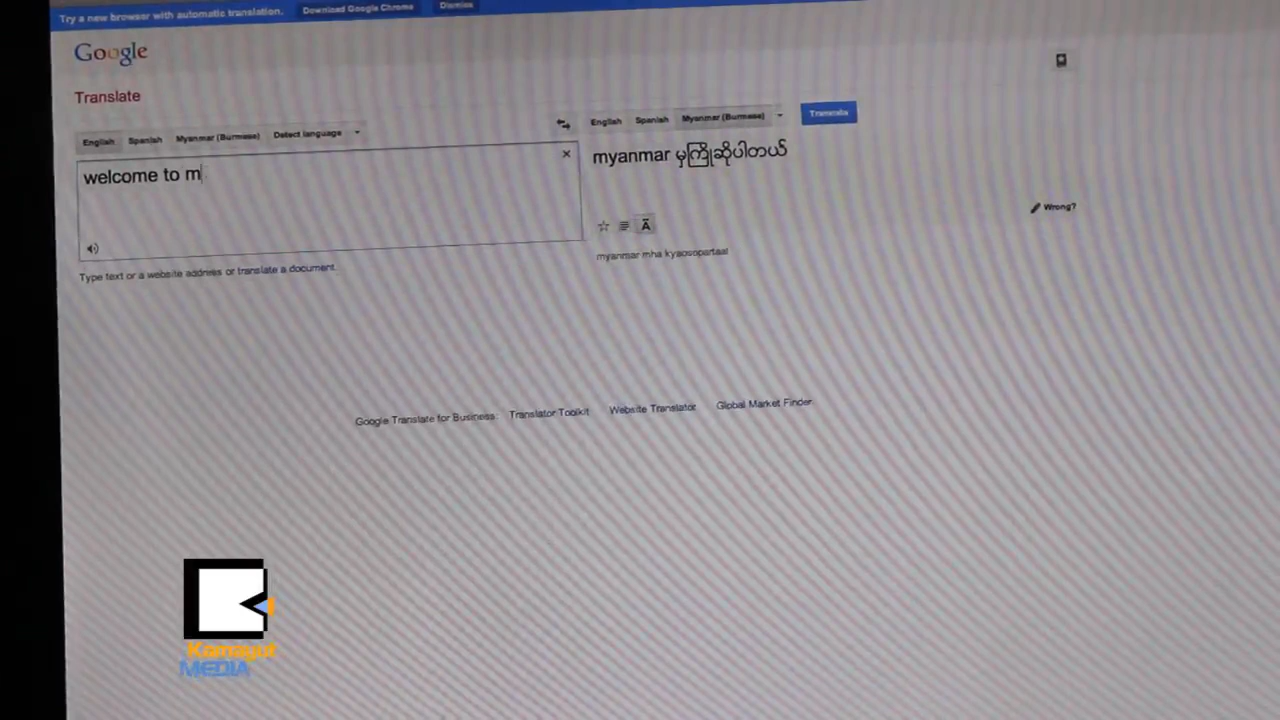 Try a new browser with automatic translation. Download Google Chrome Dismiss
Google
Translate
English Spanish Myanmar (Burmese) Detect language
English Spanish Myanmar (Burmese) Translate
welcome to m
myanmar မှကြိုဆိုပါတယ်
Wrong?
myanmar mha kyaosopartaal
Type text or a website address or translate a document.
Google Translate for Business: Translator Toolkit Website Translator Global Market Finder
Kamayut
MEDIA